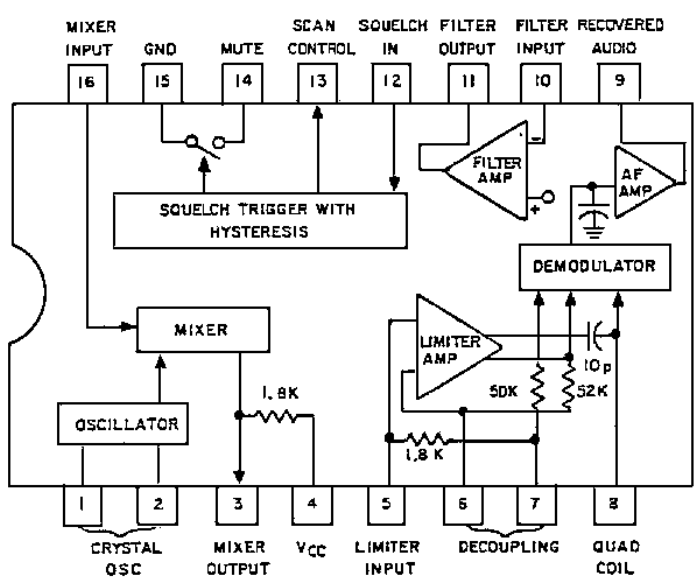 MIXER INPUT
GND
MUTE
SCAN CONTROL
SQUELCH IN
FILTER OUTPUT
FILTER INPUT
RECOVERED AUDIO
16
15
14
13
12
11
10
9
FILTER AMP
-
+
AF AMP
SQUELCH TRIGGER WITH
HYSTERESIS
DEMODULATOR
MIXER
LIMITER
AMP
10p
1.8K
50K
52K
OSCILLATOR
1.8K
1
2
3
4
5
6
7
8
CRYSTAL OSC
MIXER OUTPUT
VCC
LIMITER INPUT
DECOUPLING
QUAD COIL